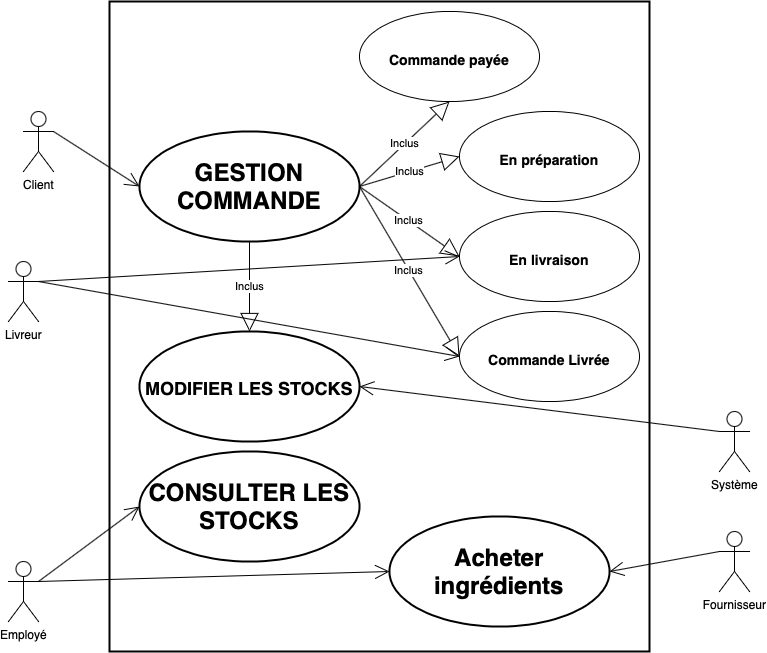 Commande payée
Inclus
Client
GESTION
COMMANDE
Inclus
En préparation
Inclus
En livraison
Inclus
Livreur
Inclus
Commande Livrée
MODIFIER LES STOCKS
Système
CONSULTER LES
STOCKS
Acheter
ingrédients
Fournisseur
Employé